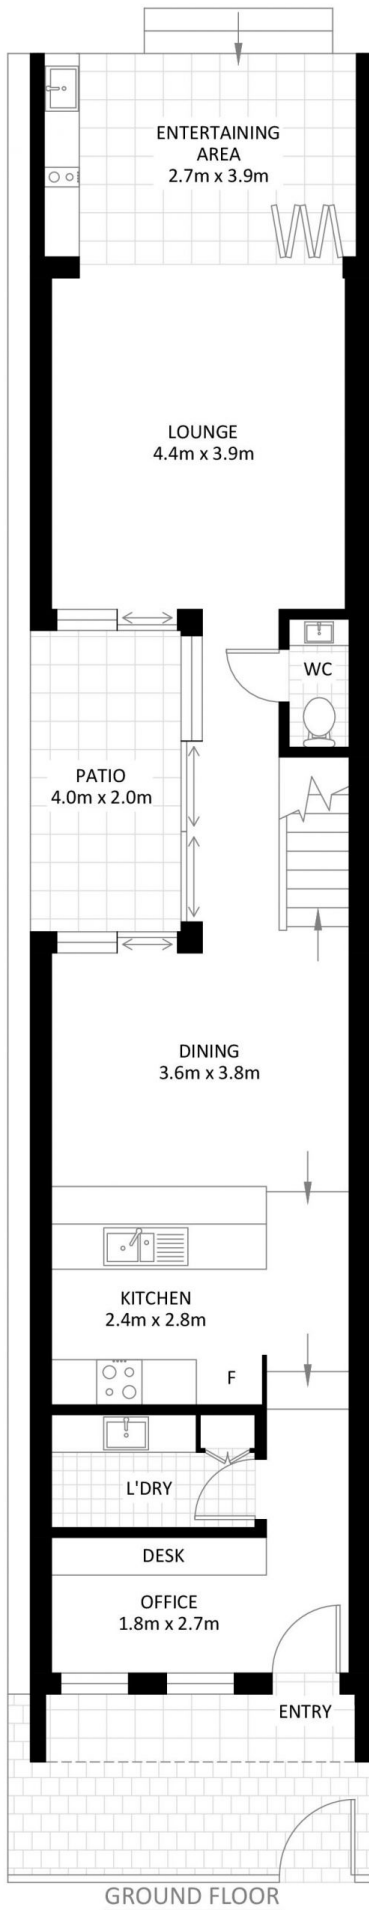 ENTERTAINING
AREA
2.7m x 3.9m
LOUNGE
4.4m x 3.9m
WC
PATIO
4.0m x 2.0m
DINING
3.6m x 3.8m
KITCHEN
2.4m x 2.8m
F
L'DRY
DESK
OFFICE
1.8m x 2.7m
ENTRY
GROUND FLOOR